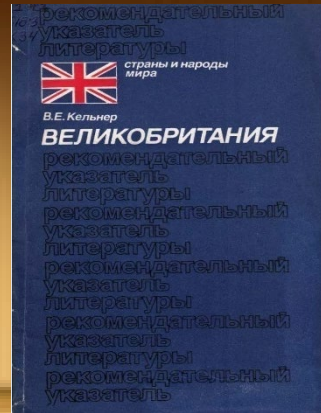 рекомендательный
указатель
литературы
страны и народы
мира
В.Е. Кельнер
ВЕЛИКОБРИТАНИЯ
рекомендательный
указатель
литературы
рекомендательный
указатель
литературы
рекомендательный
указатель
литературы
рекомендательный
указатель
литературы
рекомендательный
указатель